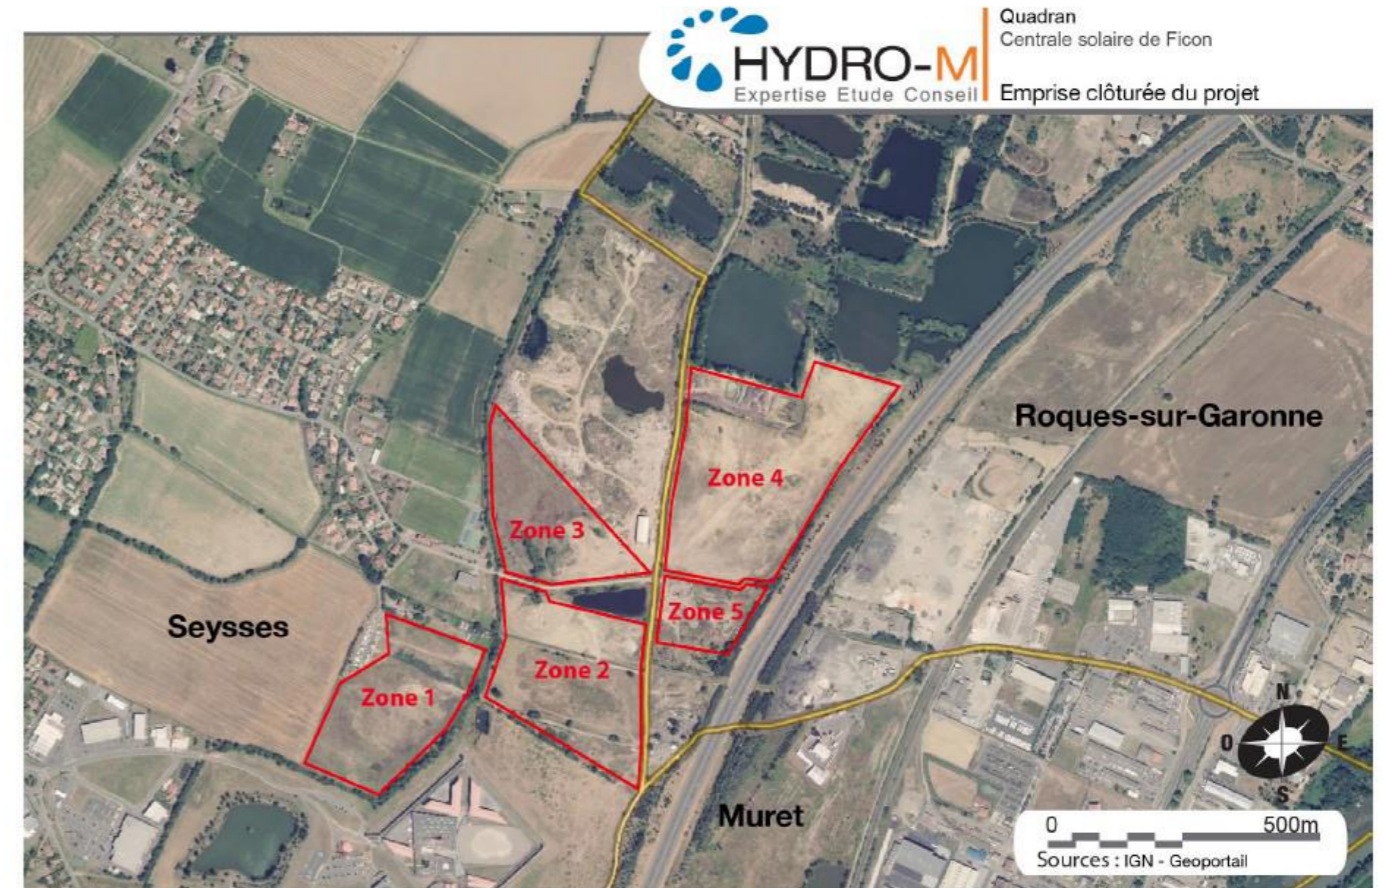 HYDRO-M
Expertise Etude Conseil
Quadran
Centrale solaire de Ficon
Emprise clôturée du projet
Roques-sur-Garonne
Zone 4
Zone 3
Zone 5
Seysses
Zone 2
Zone 1
N
O
E
S
Muret
0 500m
Sources : IGN - Geoportail